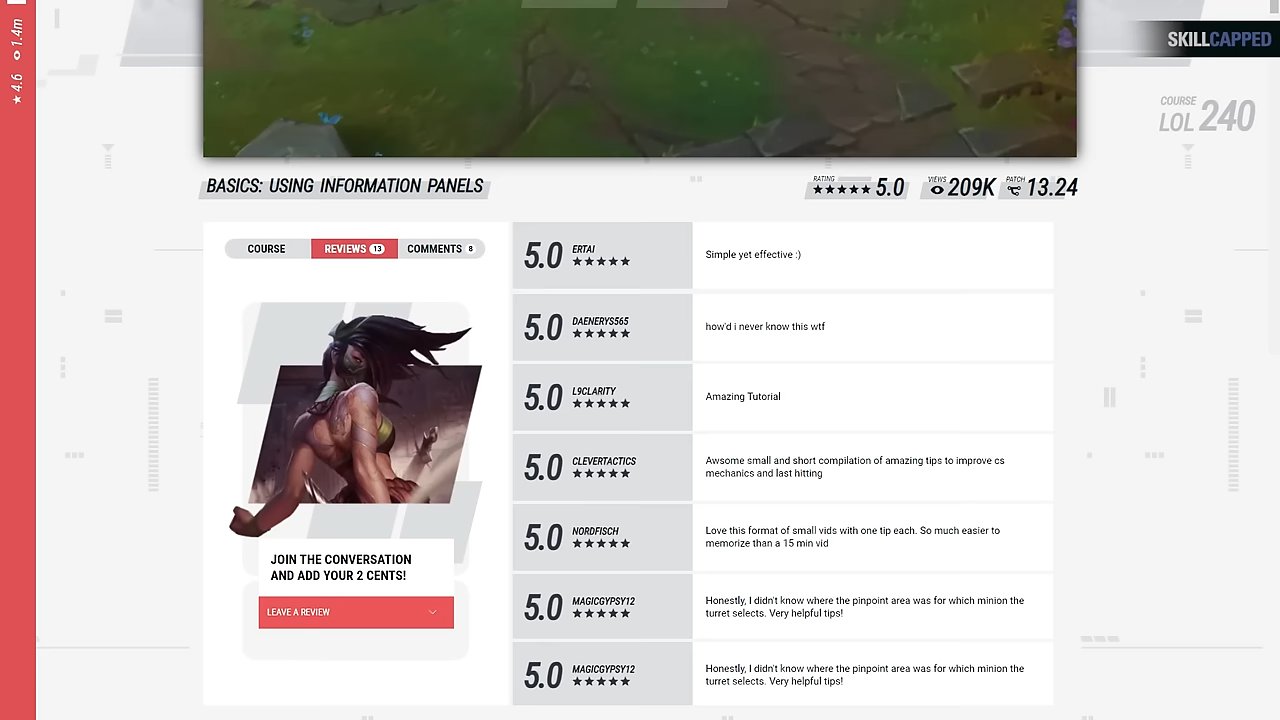 ★ 4.6 1.4m
SKILLCAPPED
COURSE
LOL 240
BASICS: USING INFORMATION PANELS
RATING
★★★★★ 5.0
VIEWS
209K
PATCH
13.24
COURSE
REVIEWS 13
COMMENTS 8
JOIN THE CONVERSATION
AND ADD YOUR 2 CENTS!
LEAVE A REVIEW
5.0 ERTAI
★★★★★
Simple yet effective :)
5.0 DAENERYS565
★★★★★
how'd i never know this wtf
5.0
★★★★★
Amazing Tutorial
5.0
★★★★★
small and short collection of amazing tips to improve cs
mechanics and last hitting
5.0 NORDFISCH
★★★★★
Love this format of small vids with one tip each. So much easier to
memorize than a 15 min vid
5.0 MAGICGYPSY12
★★★★★
Honestly, I didn't know where the pinpoint area was for which minion the
turret selects. Very helpful tips!
5.0 MAGICGYPSY12
★★★★★
Honestly, I didn't know where the pinpoint area was for which minion the
turret selects. Very helpful tips!